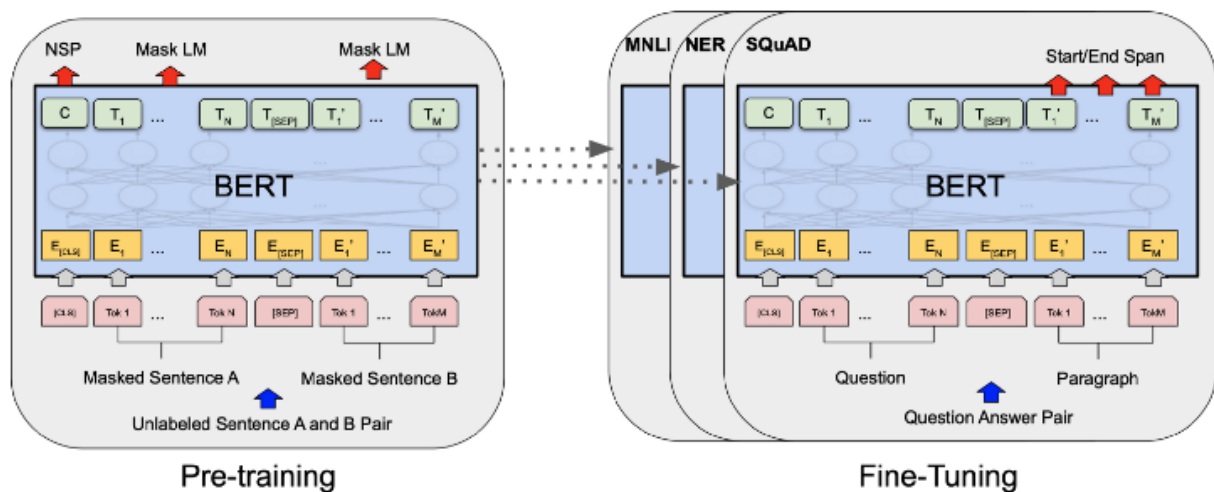 NSP Mask LM Mask LM
C T1 ... TN T[SEP] T1' ... TM'
...
...
BERT
E[CLS] E1 ... EN E[SEP] E1' ... EM'
[CLS] Tok 1 ... Tok N [SEP] Tok 1 ... TokM
Masked Sentence A Masked Sentence B
Unlabeled Sentence A and B Pair
Pre-training
MNLI NER SQuAD
Start/End Span
C T1 ... TN T[SEP] T1' ... TM'
...
...
BERT
E[CLS] E1 ... EN E[SEP] E1' ... EM'
[CLS] Tok 1 ... Tok N [SEP] Tok 1 ... TokM
Question Paragraph
Question Answer Pair
Fine-Tuning